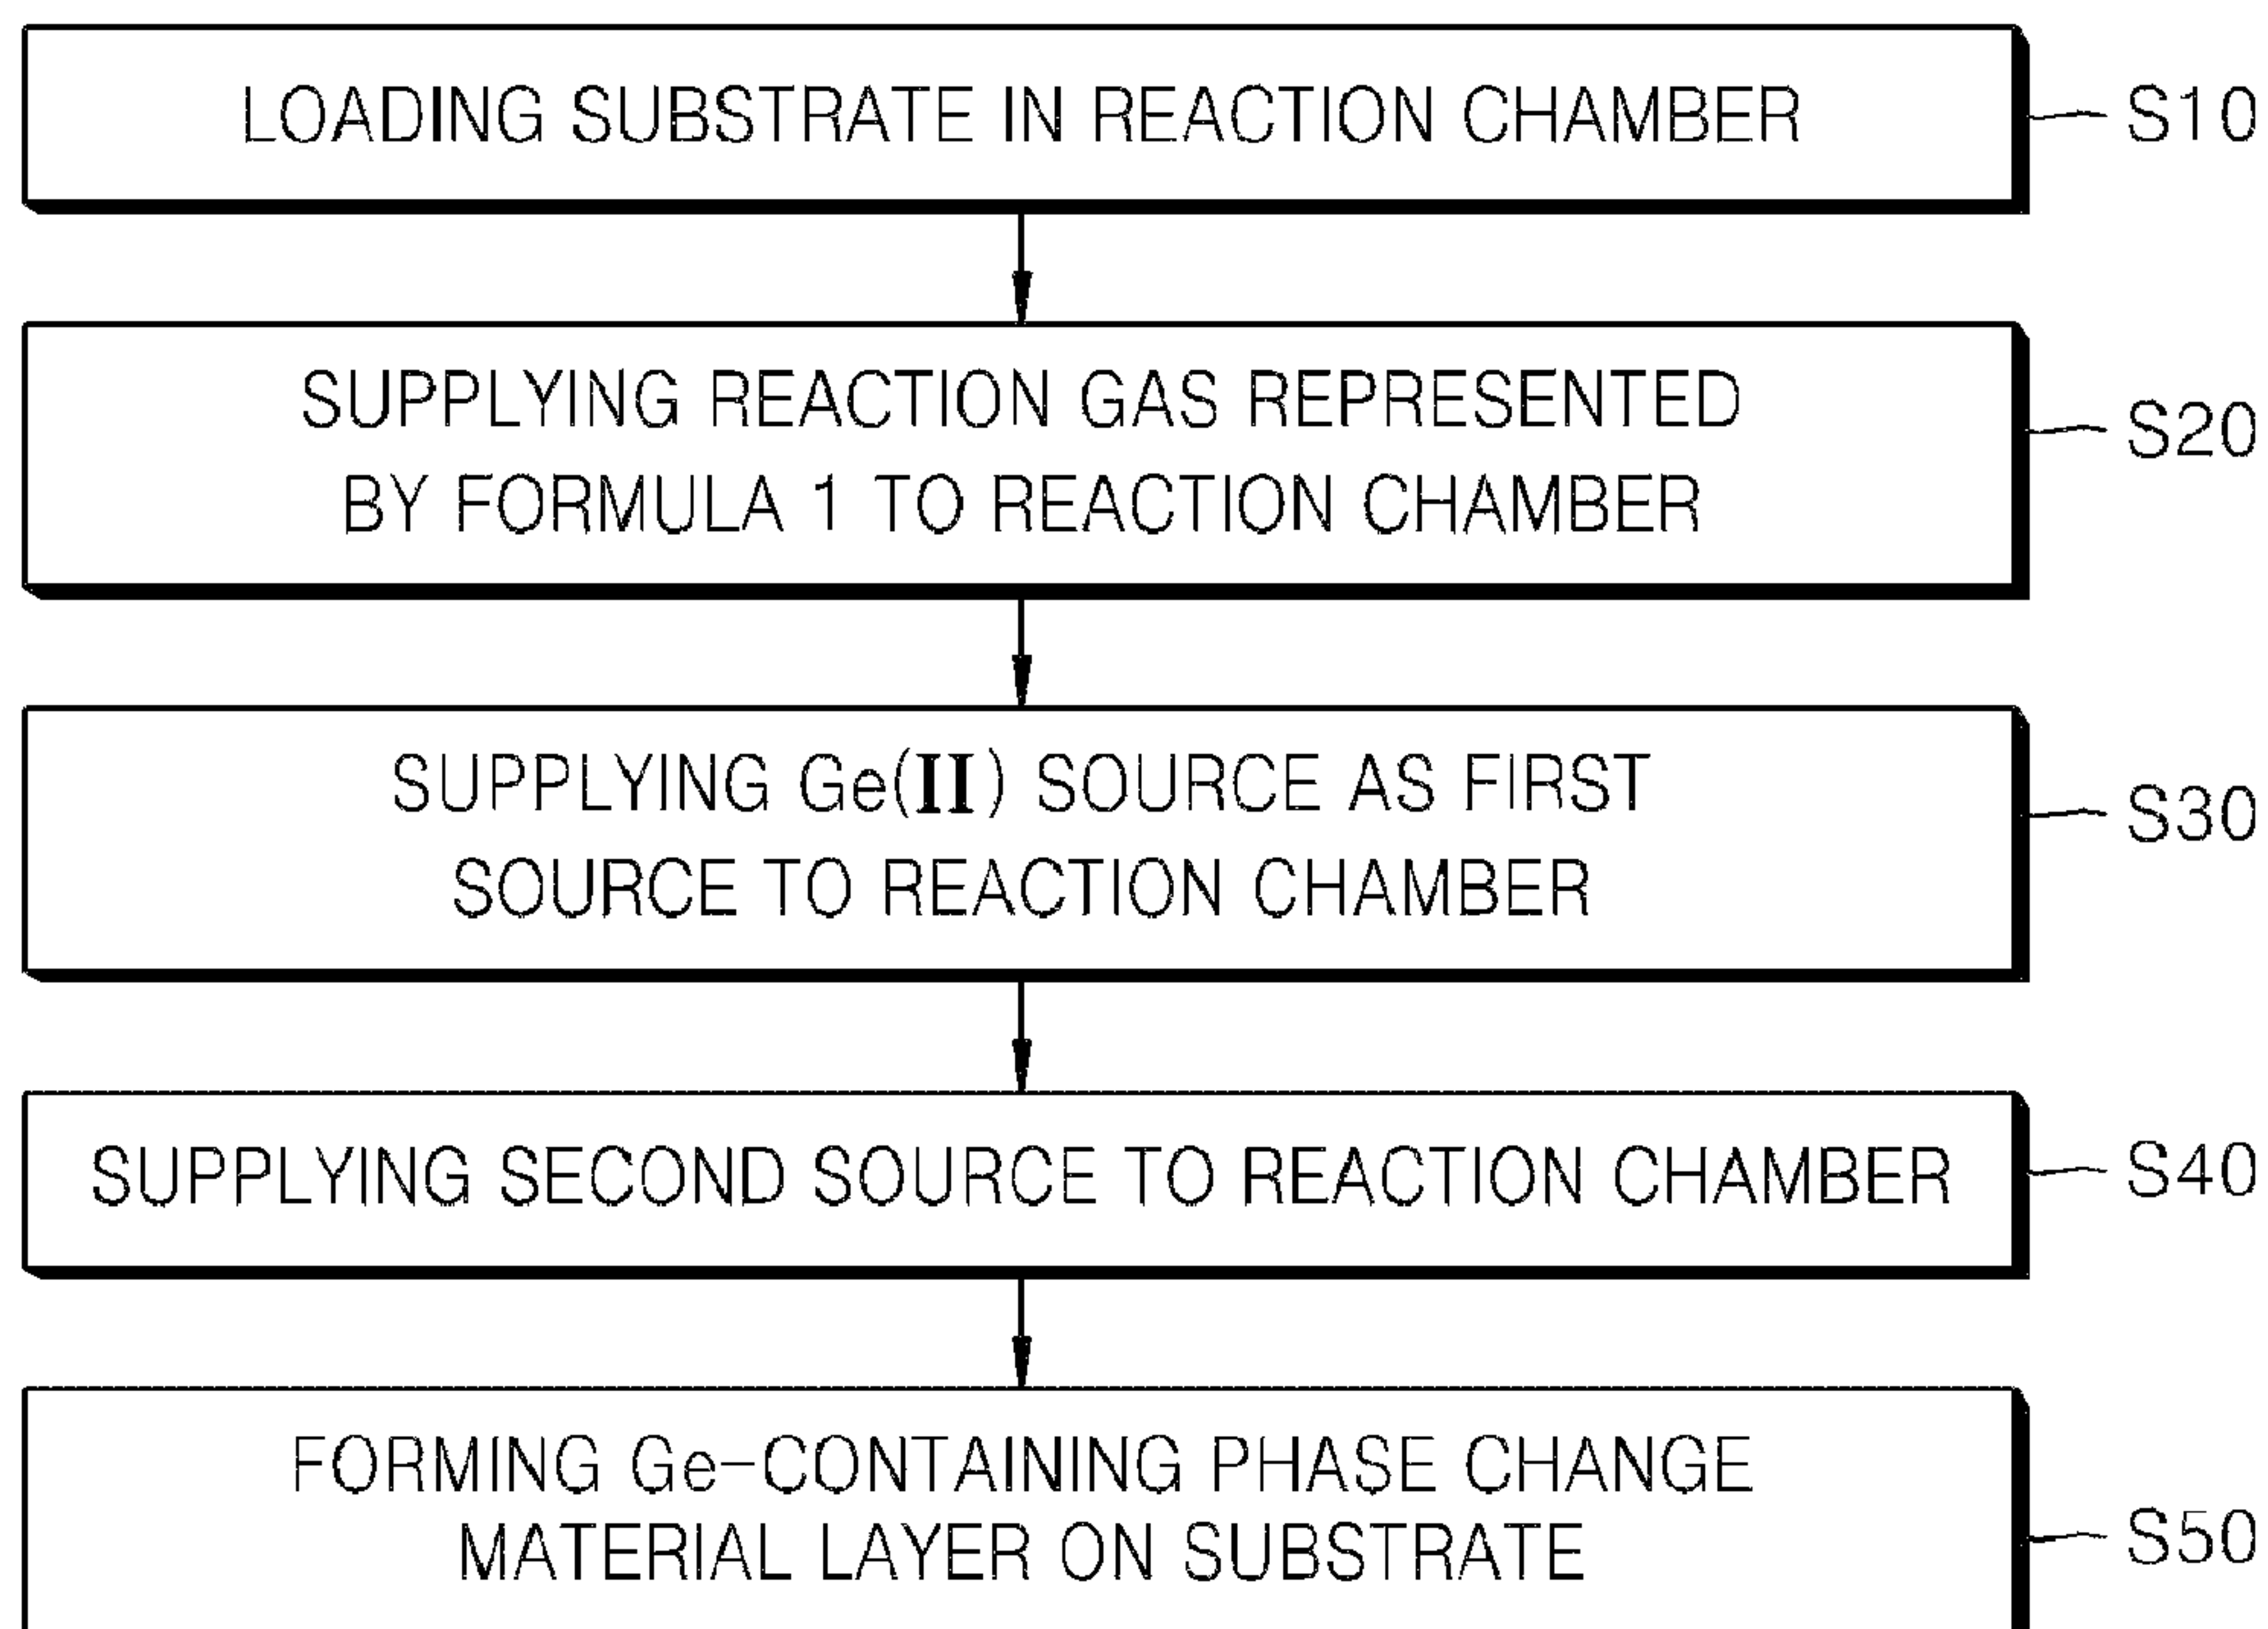 LOADING SUBSTRATE IN REACTION CHAMBER
S10
SUPPLYING REACTION GAS REPRESENTED
BY FORMULA 1 TO REACTION CHAMBER
S20
SUPPLYING Ge(II) SOURCE AS FIRST
SOURCE TO REACTION CHAMBER
S30
SUPPLYING SECOND SOURCE TO REACTION CHAMBER
S40
FORMING Ge-CONTAINING PHASE CHANGE
MATERIAL LAYER ON SUBSTRATE
S50